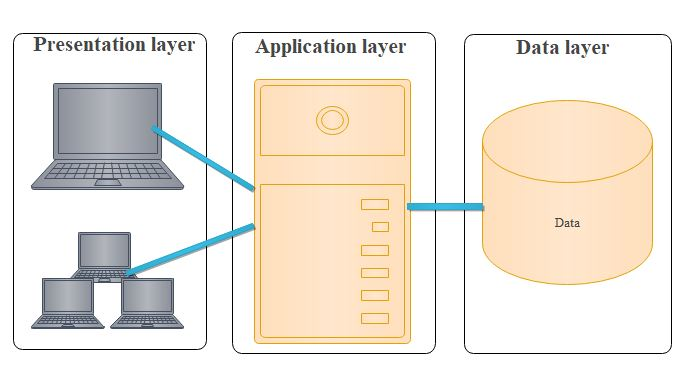 Presentation layer
Application layer
Data layer
Data